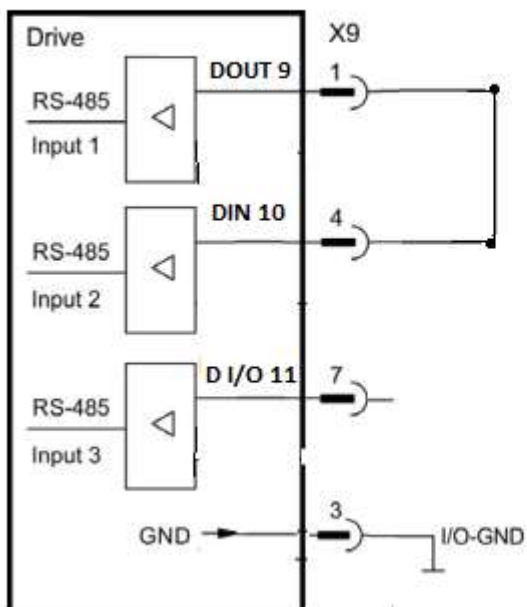 Drive X9
DOUT 9 1
RS-485
Input 1
DIN 10 4
RS-485
Input 2
D I/O 11 7
RS-485
Input 3
3
GND I/O-GND